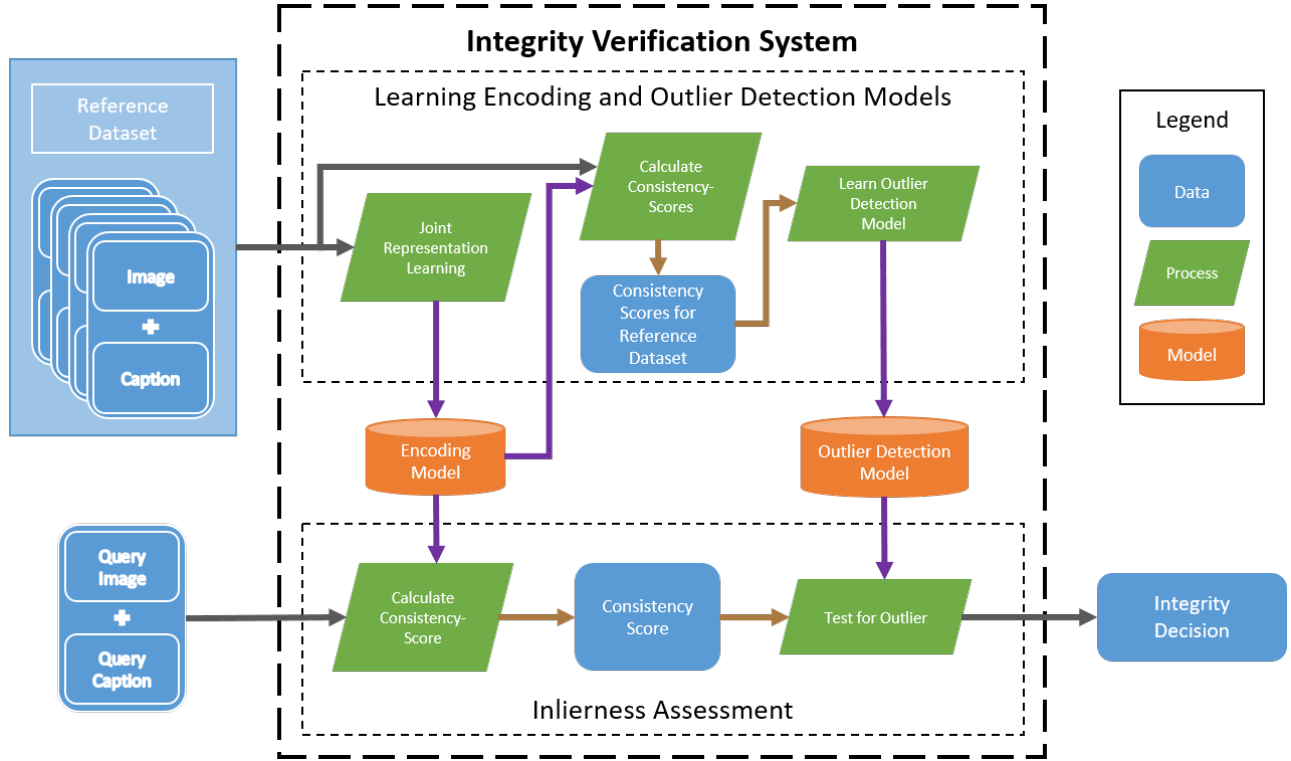 Integrity Verification System
Learning Encoding and Outlier Detection Models
Reference
Dataset
Image
Caption
Joint
Representation
Learning
Calculate
Consistency-
Scores
Consistency
Scores for
Reference
Dataset
Learn Outlier
Detection
Model
Encoding
Model
Outlier Detection
Model
Query
Image
Query
Caption
Calculate
Consistency-
Score
Consistency
Score
Test for Outlier
Inlierness Assessment
Integrity
Decision
Legend
Data
Process
Model